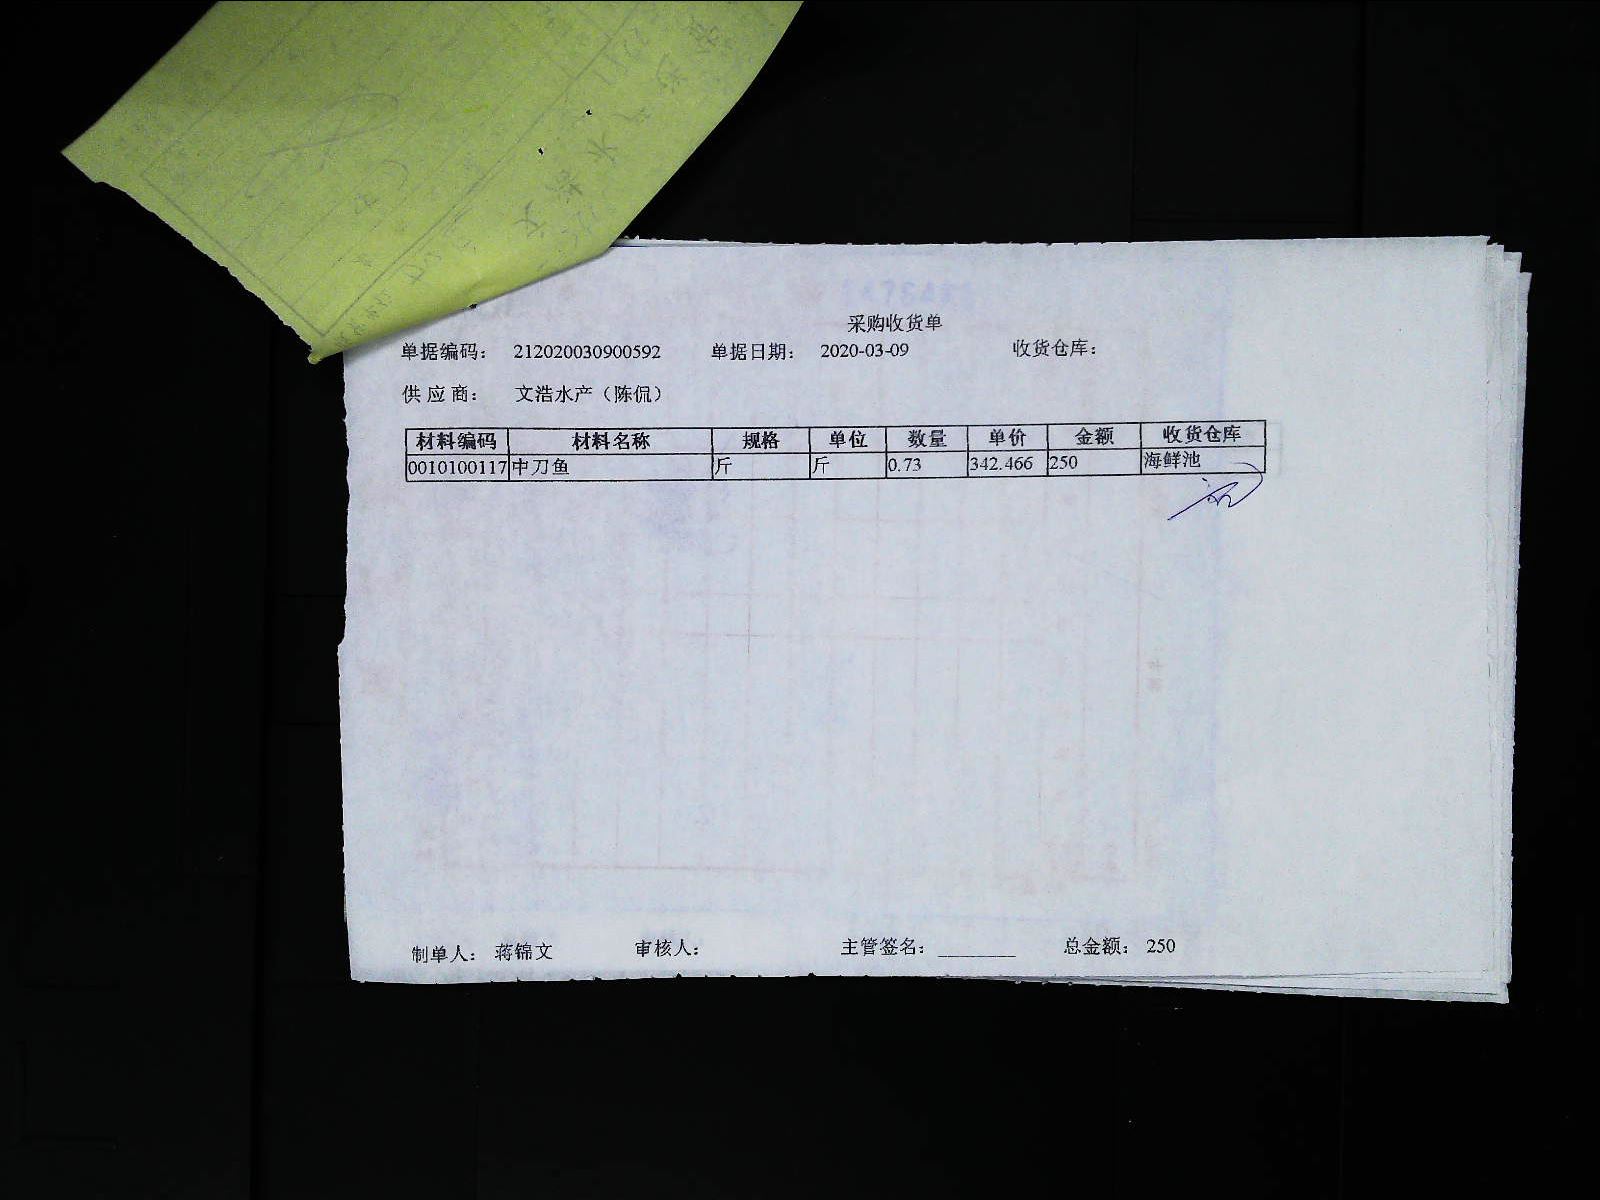 采购收货单
单据编码： 212020030900592 单据日期： 2020-03-09 收货仓库：
供应商： 文浩水产（陈侃）
材料编码 材料名称 规格 单位 数量 单价 金额 收货仓库
0010100117 中刀鱼 斤 斤 0.73 342.466 250 海鲜池
制单人： 蒋锦文 审核人： 主管签名： ________ 总金额： 250